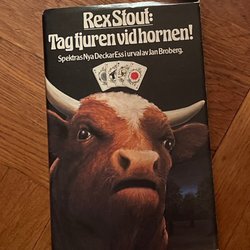 Rex Stout:
Tag tjuren vid hornen!
Spektras Nya DeckarEss i urval av Jan Broberg.